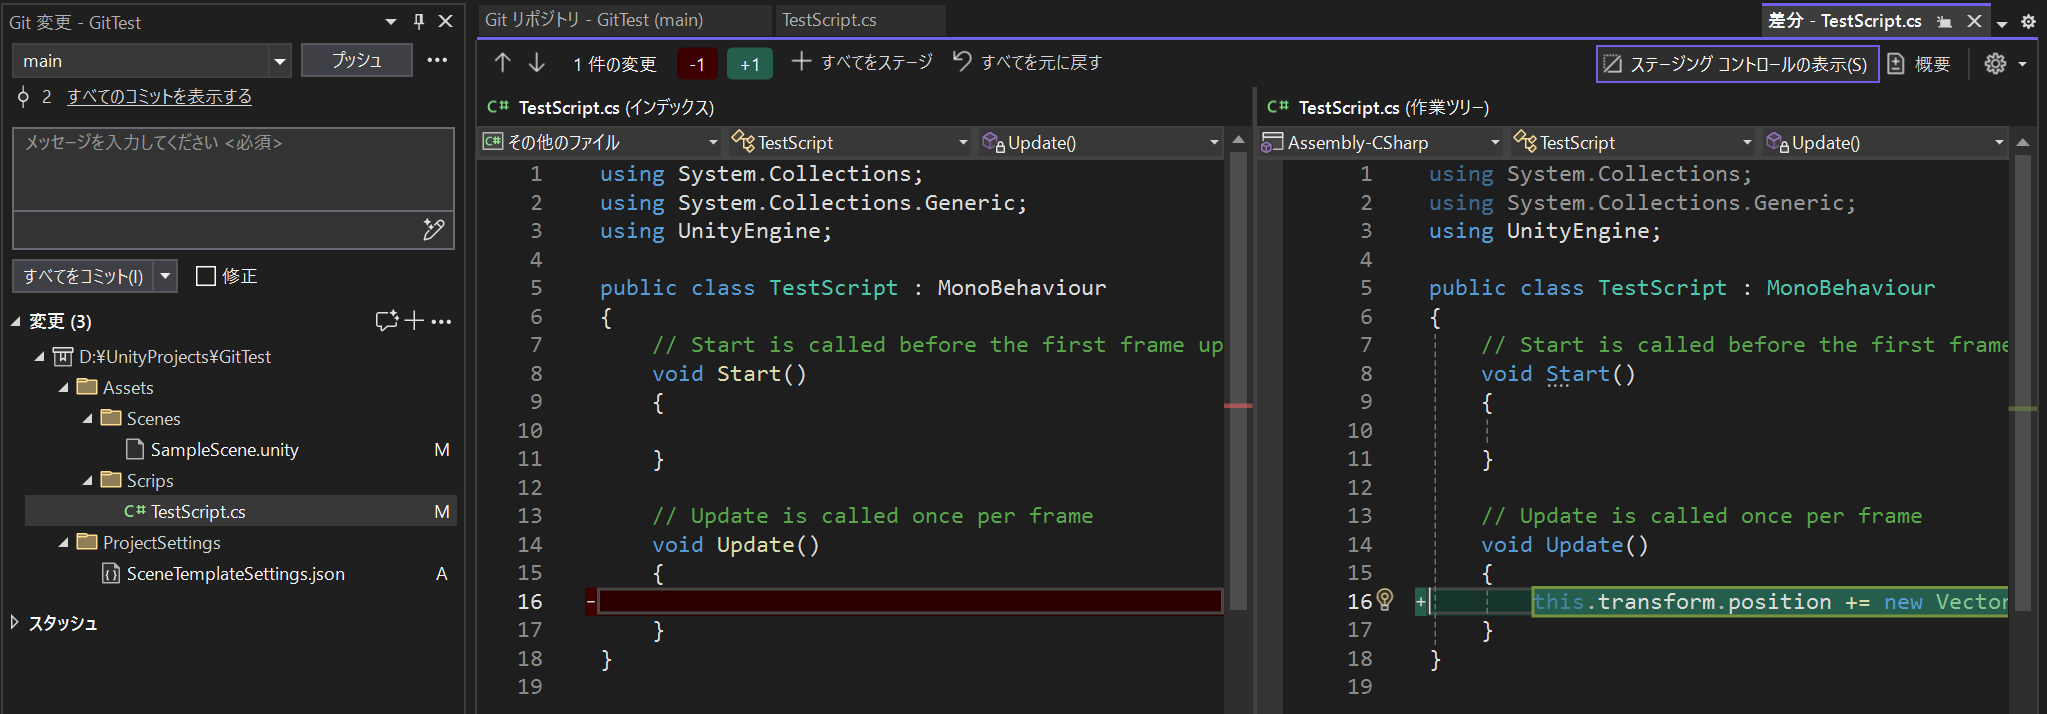 Git 変更 - GitTest
main
プッシュ
2 すべてのコミットを表示する
メッセージを入力してください <必須>
すべてをコミット(I)
修正
変更 (3)
D:¥UnityProjects¥GitTest
Assets
Scenes
SampleScene.unity M
Scrips
C# TestScript.cs M
ProjectSettings
SceneTemplateSettings.json A
スタッシュ
Git リポジトリ - GitTest (main)
TestScript.cs
差分 - TestScript.cs
1 件の変更 -1 +1 すべてをステージ すべてを元に戻す
ステージング コントロールの表示(S) 概要
C# TestScript.cs (インデックス)
C# その他のファイル TestScript Update()
1 using System.Collections;
2 using System.Collections.Generic;
3 using UnityEngine;
4
5 public class TestScript : MonoBehaviour
6 {
7 // Start is called before the first frame up
8 void Start()
9 {
10
11 }
12
13 // Update is called once per frame
14 void Update()
15 {
16 -
17 }
18 }
19
C# TestScript.cs (作業ツリー)
Assembly-CSharp TestScript Update()
1 using System.Collections;
2 using System.Collections.Generic;
3 using UnityEngine;
4
5 public class TestScript : MonoBehaviour
6 {
7 // Start is called before the first frame
8 void Start()
9 {
10
11 }
12
13 // Update is called once per frame
14 void Update()
15 {
16 + this.transform.position += new Vector
17 }
18 }
19